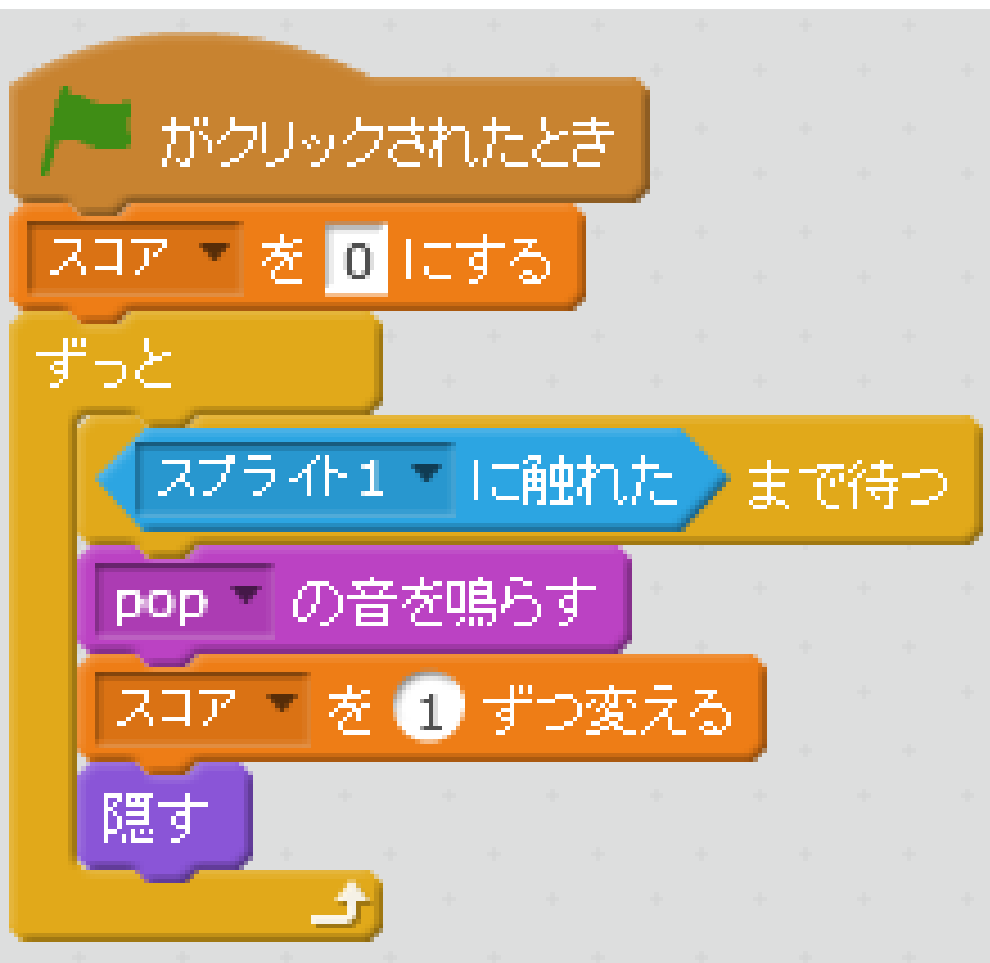 がクリックされたとき
スコア を 0 にする
ずっと
スプライト1 に触れた まで待つ
pop の音を鳴らす
スコア を 1 ずつ変える
隠す